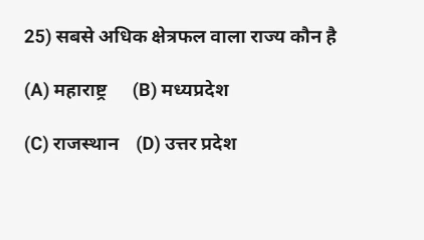 25) सबसे अधिक क्षेत्रफल वाला राज्य कौन है
(A) महाराष्ट्र (B) मध्यप्रदेश
(C) राजस्थान (D) उत्तर प्रदेश